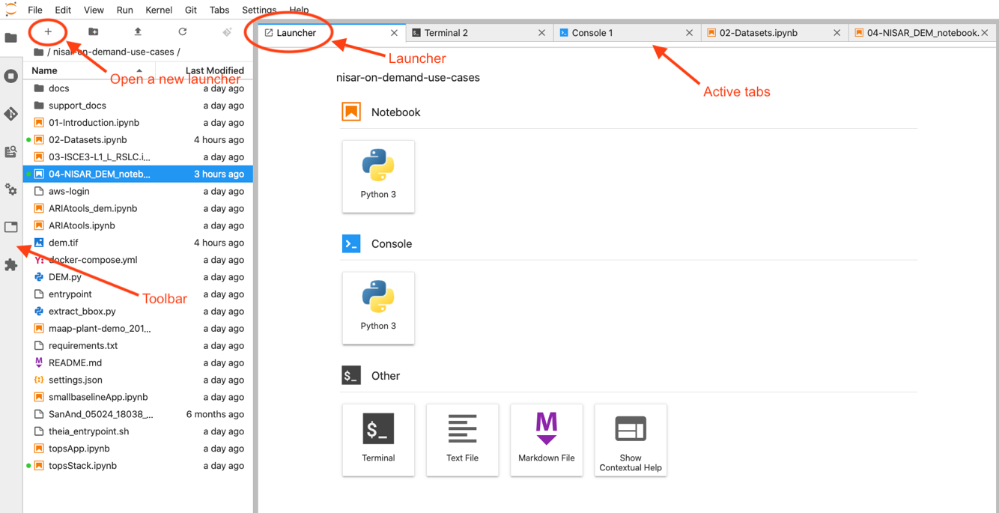 File Edit View Run Kernel Git Tabs Settings Help
Launcher
Terminal 2
Console 1
02-Datasets.ipynb
04-NISAR_DEM_notebook.
/ nisar-on-demand-use-cases /
Name Last Modified
Open a new launcher
docs a day ago
support_docs a day ago
01-Introduction.ipynb a day ago
02-Datasets.ipynb 4 hours ago
03-ISCE3-L1_L_RSLC.i... a day ago
04-NISAR_DEM_noteb... 3 hours ago
aws-login a day ago
ARIAtools_dem.ipynb a day ago
ARIAtools.ipynb a day ago
dem.tif 4 hours ago
Y: docker-compose.yml a day ago
DEM.py a day ago
Toolbar
entrypoint a day ago
extract_bbox.py a day ago
maap-plant-demo_201... a day ago
requirements.txt a day ago
README.md a day ago
settings.json a day ago
smallbaselineApp.ipynb a day ago
SanAnd_05024_18038_... 6 months ago
theia_entrypoint.sh a day ago
topsApp.ipynb a day ago
topsStack.ipynb a day ago
Launcher
Active tabs
nisar-on-demand-use-cases
Notebook
Python 3
Console
Python 3
$_ Other
$_
Terminal
Text File
M
Markdown File
Show
Contextual Help